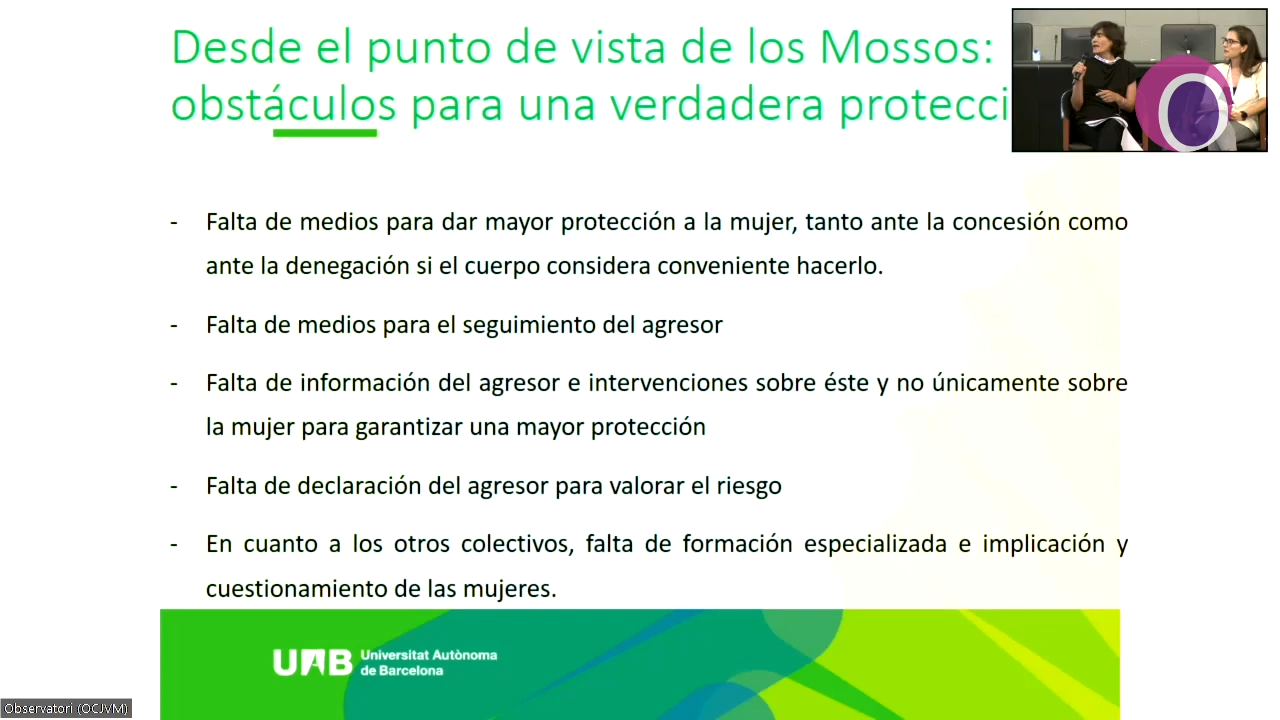 Desde el punto de vista de los Mossos:
obstáculos para una verdadera protecci
- Falta de medios para dar mayor protección a la mujer, tanto ante la concesión como
ante la denegación si el cuerpo considera conveniente hacerlo.
- Falta de medios para el seguimiento del agresor
- Falta de información del agresor e intervenciones sobre éste y no únicamente sobre
la mujer para garantizar una mayor protección
- Falta de declaración del agresor para valorar el riesgo
- En cuanto a los otros colectivos, falta de formación especializada e implicación y
cuestionamiento de las mujeres.
UAB Universitat Autònoma
de Barcelona
Observatori (OCJVM)